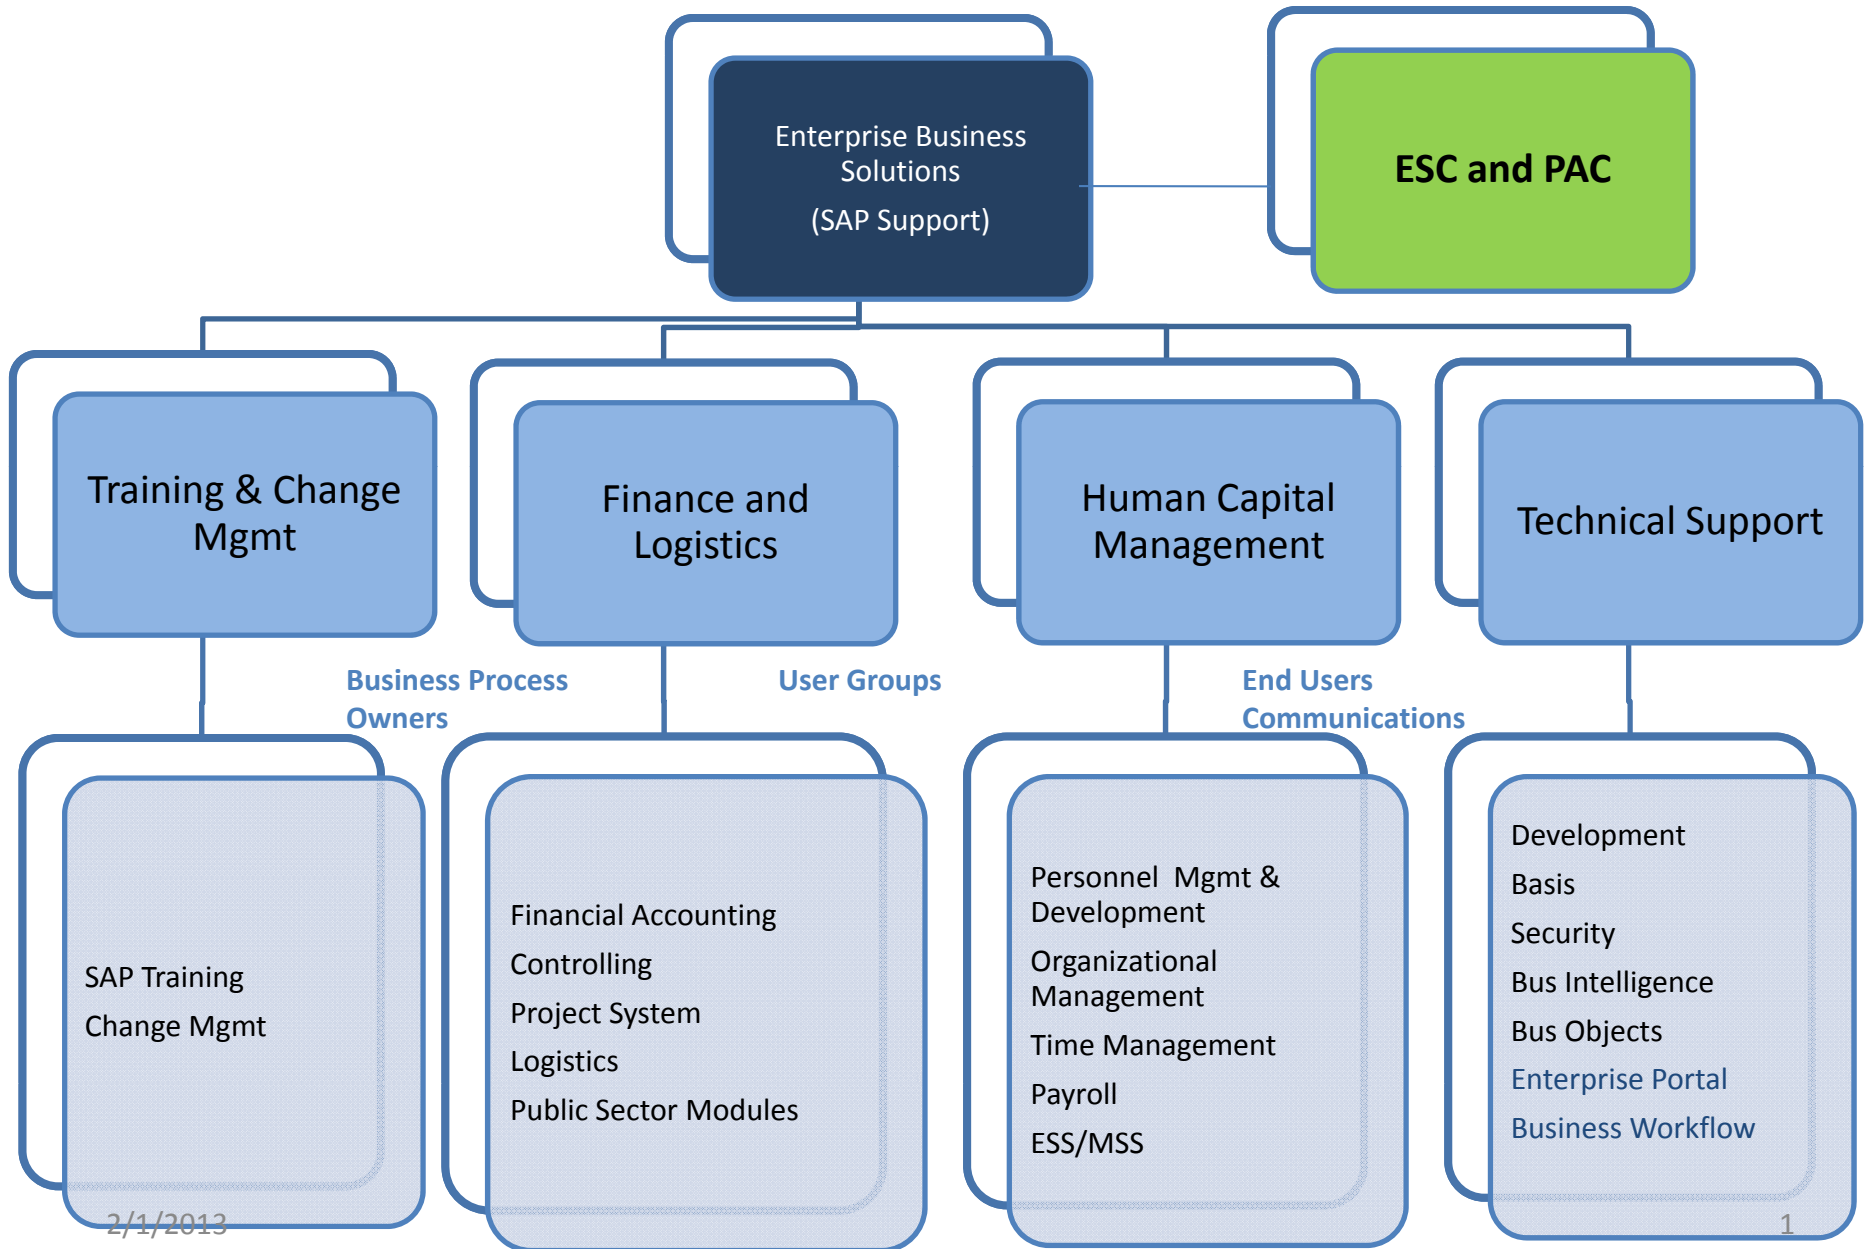 Enterprise Business
Solutions
(SAP Support)
ESC and PAC
Training & Change
Mgmt
Finance and
Logistics
Human Capital
Management
Technical Support
Business Process
Owners
User Groups
End Users
Communications
SAP Training
Change Mgmt
Financial Accounting
Controlling
Project System
Logistics
Public Sector Modules
Personnel  Mgmt &
Development
Organizational
Management
Time Management
Payroll
ESS/MSS
Development
Basis
Security
Bus Intelligence
Bus Objects
Enterprise Portal
Business Workflow
2/1/2013
1